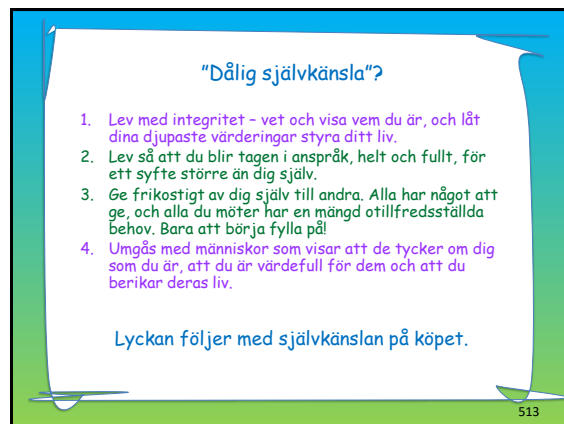 ”Dålig självkänsla”?
1. Lev med integritet – vet och visa vem du är, och låt
dina djupaste värderingar styra ditt liv.
2. Lev så att du blir tagen i anspråk, helt och fullt, för
ett syfte större än dig själv.
3. Ge frikostigt av dig själv till andra. Alla har något att
ge, och alla du möter har en mängd otillfredsställda
behov. Bara att börja fylla på!
4. Umgås med människor som visar att de tycker om dig
som du är, att du är värdefull för dem och att du
berikar deras liv.
Lyckan följer med självkänslan på köpet.
513